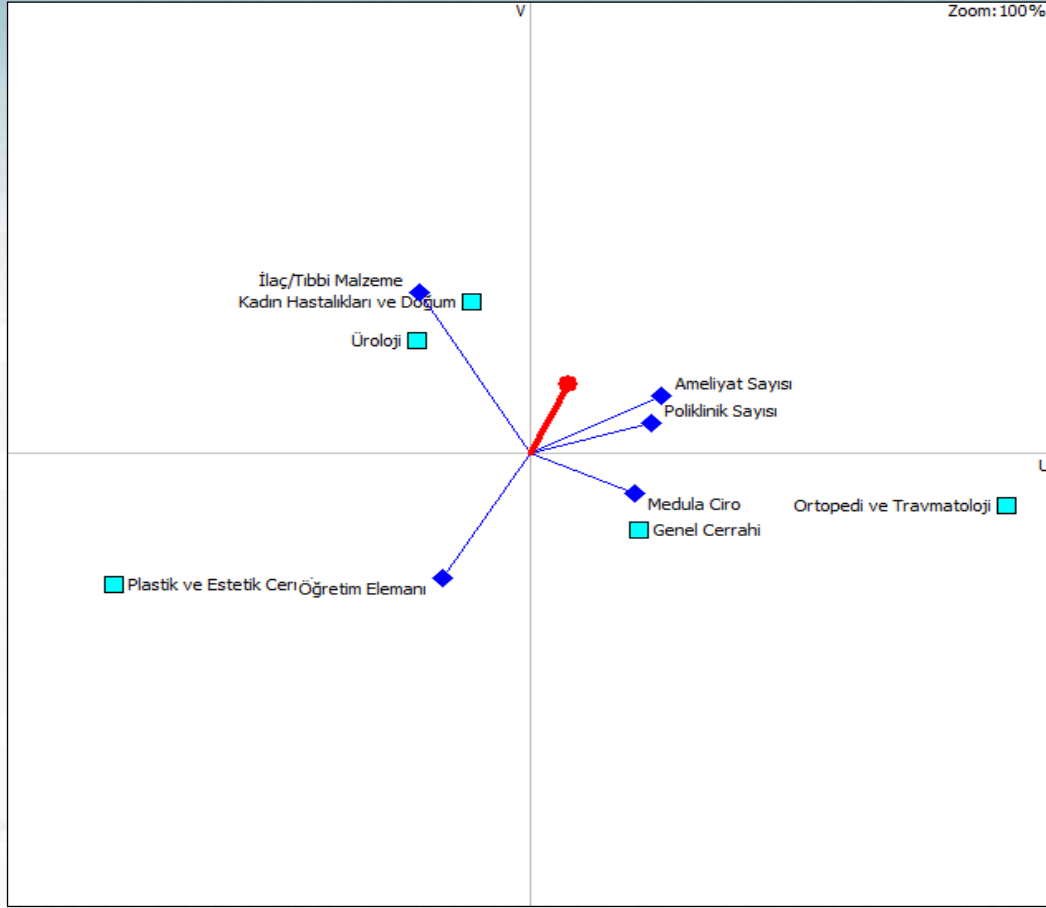 V
Zoom:100%
İlaç/Tıbbi Malzeme
Kadın Hastalıkları ve Doğum
Üroloji
Ameliyat Sayısı
Poliklinik Sayısı
U
Medula Ciro
Ortopedi ve Travmatoloji
Genel Cerrahi
Plastik ve Estetik
Öğretim Elemanı